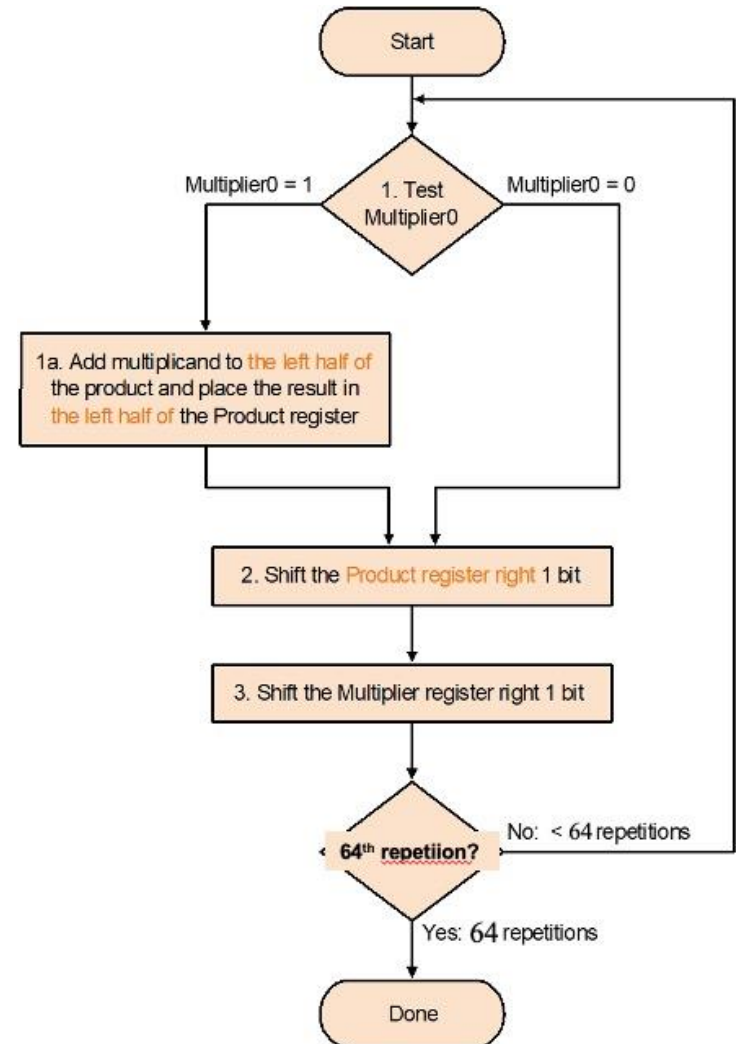 Start
Multiplier0 = 1
1. Test
Multiplier0
Multiplier0 = 0
1a. Add multiplicand to the left half of
the product and place the result in
the left half of the Product register
2. Shift the Product register right 1 bit
3. Shift the Multiplier register right 1 bit
64th repetiion?
No: < 64 repetitions
Yes: 64 repetitions
Done